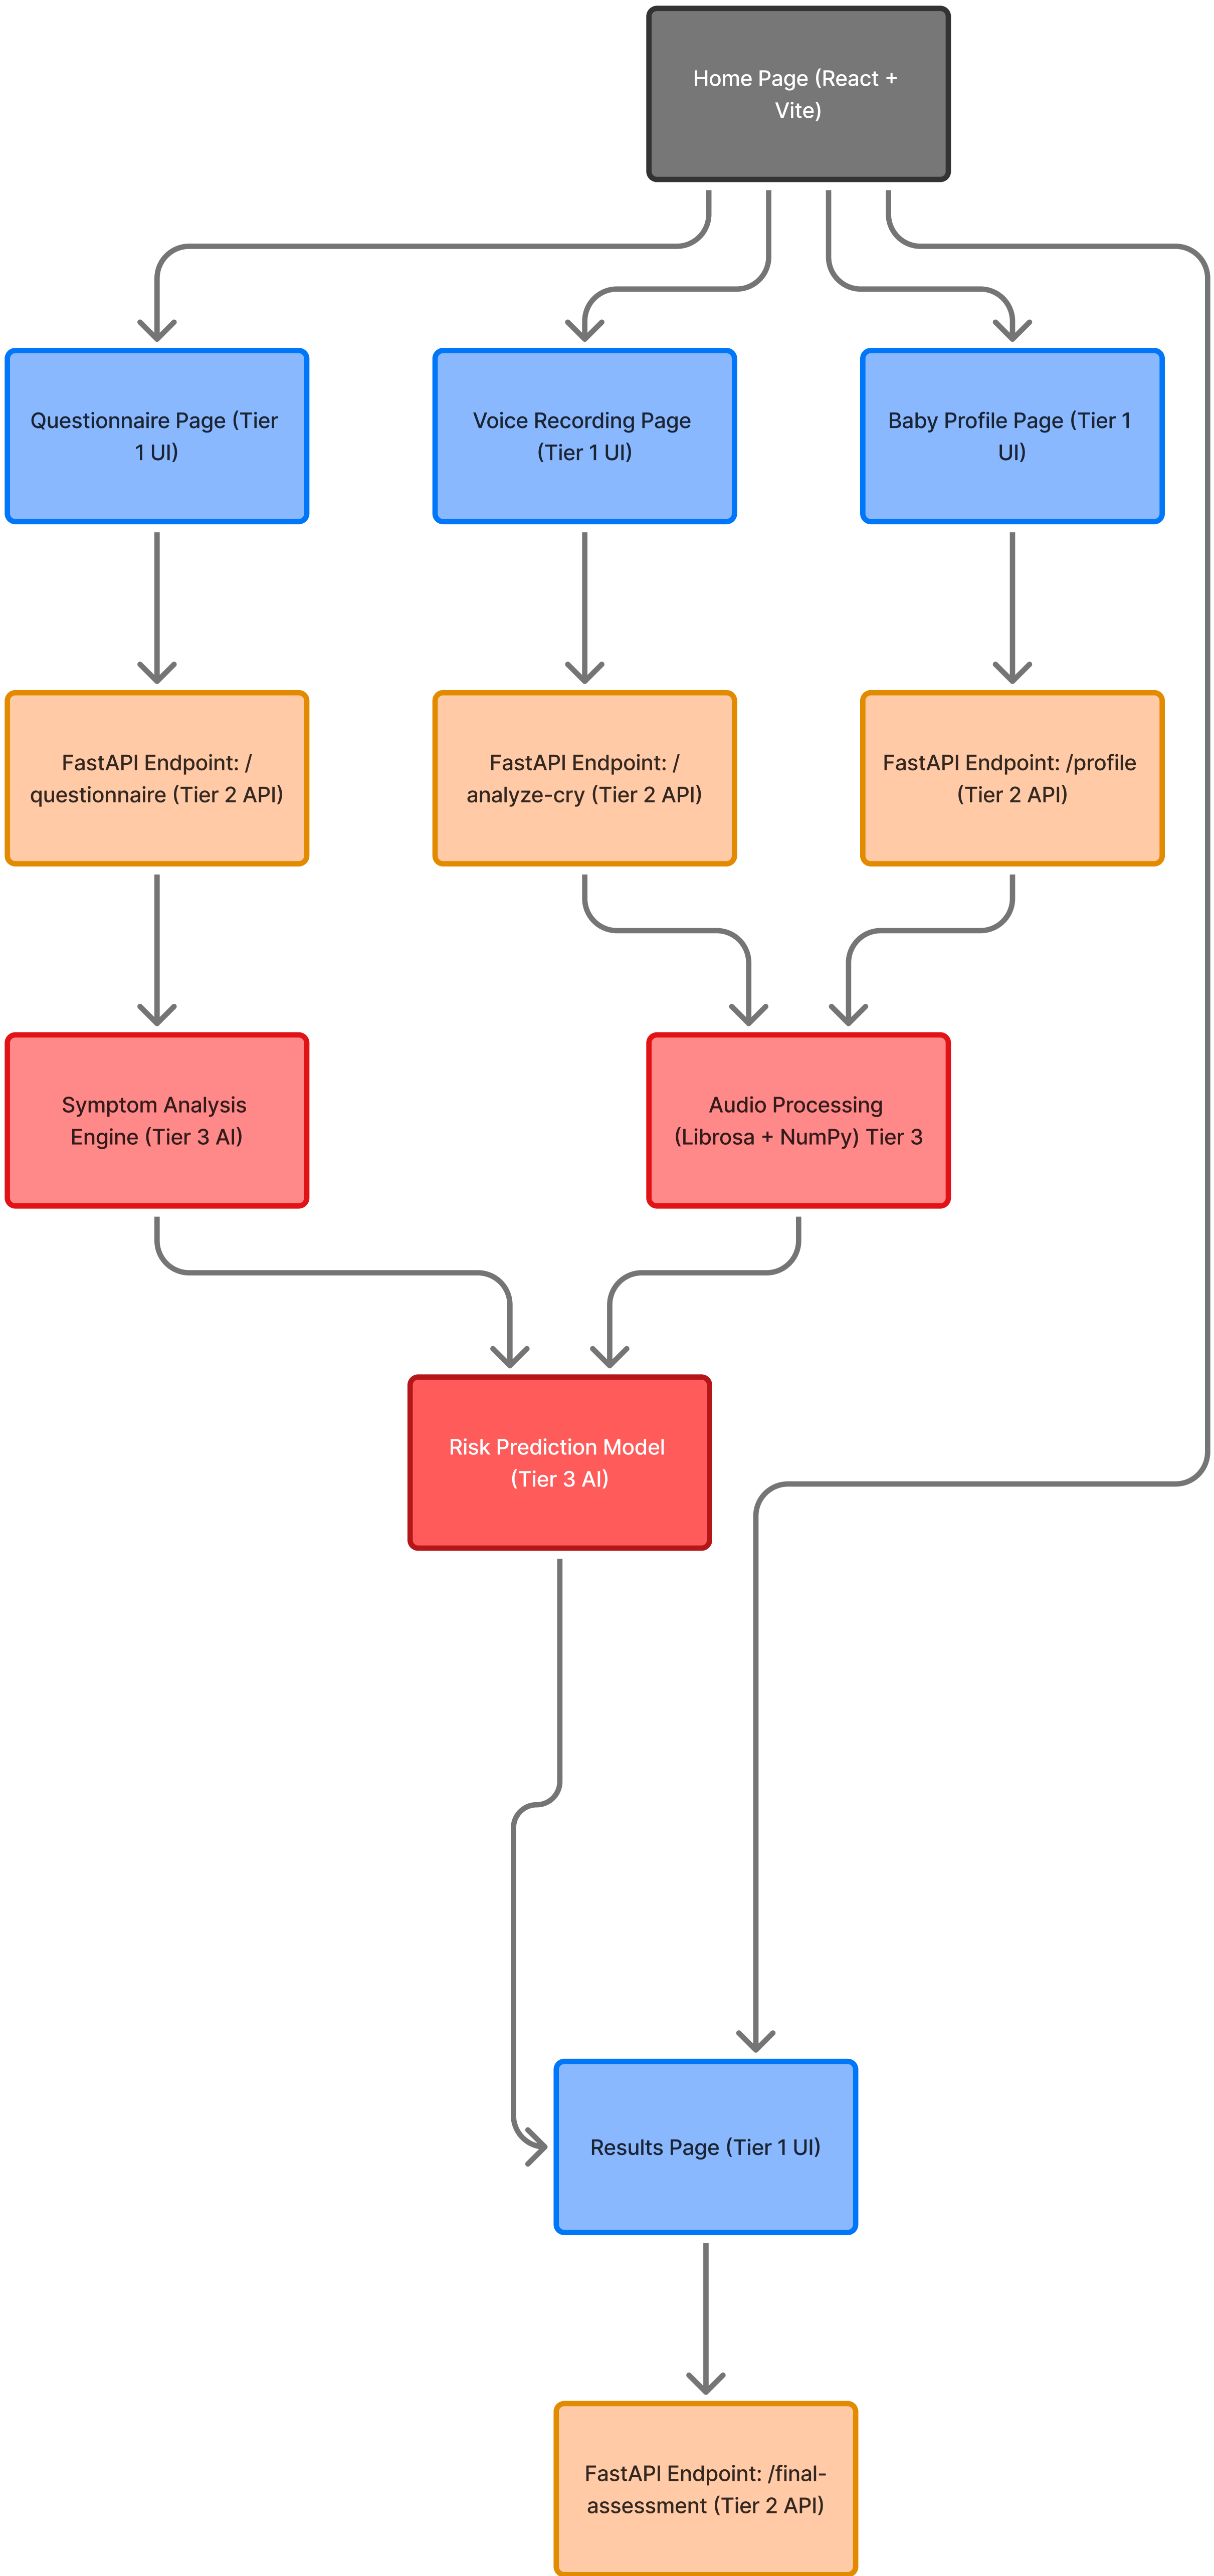 Home Page (React +
Vite)
Questionnaire Page (Tier
1 UI)
Voice Recording Page
(Tier 1 UI)
Baby Profile Page (Tier 1
UI)
FastAPI Endpoint: /
questionnaire (Tier 2 API)
FastAPI Endpoint: /
analyze-cry (Tier 2 API)
FastAPI Endpoint: /profile
(Tier 2 API)
Symptom Analysis
Engine (Tier 3 AI)
Audio Processing
(Librosa + NumPy) Tier 3
Risk Prediction Model
(Tier 3 AI)
Results Page (Tier 1 UI)
FastAPI Endpoint: /final-
assessment (Tier 2 API)